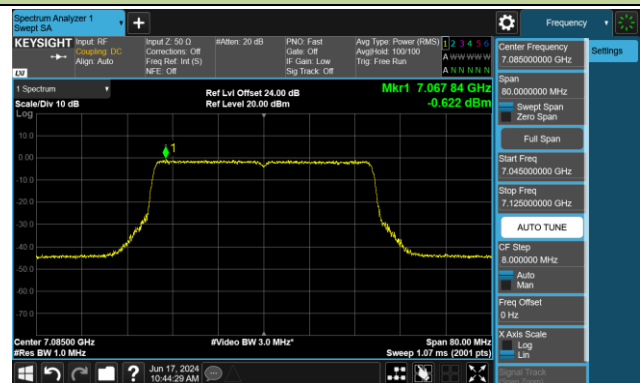 Spectrum Analyzer 1
Swept SA
Frequency
KEYSIGHT
Input: RF
Coupling: DC
Align: Auto
Input Z: 50 Ω
Corrections: Off
Freq Ref: Int (S)
NFE: Off
#Atten: 20 dB
PNO: Fast
Gate: Off
IF Gain: Low
Sig Track: Off
Avg Type: Power (RMS)
Avg|Hold: 100/100
Trig: Free Run
1 2 3 4 5 6
A W W W W W
A N N N N N
LXI
1 Spectrum
Scale/Div 10 dB
Log
Ref Lvl Offset 24.00 dB
Ref Level 20.00 dBm
Mkr1 7.067 84 GHz
-0.622 dBm
10.0
0.00
-10.0
-20.0
-30.0
-40.0
-50.0
-60.0
-70.0
1
Center 7.08500 GHz
#Res BW 1.0 MHz
#Video BW 3.0 MHz*
Span 80.00 MHz
Sweep 1.07 ms (2001 pts)
Jun 17, 2024
10:44:29 AM
Center Frequency
7.085000000 GHz
Settings
Span
80.0000000 MHz
Swept Span
Zero Span
Full Span
Start Freq
7.045000000 GHz
Stop Freq
7.125000000 GHz
AUTO TUNE
CF Step
8.000000 MHz
Auto
Man
Freq Offset
0 Hz
X Axis Scale
Log
Lin
Signal Track